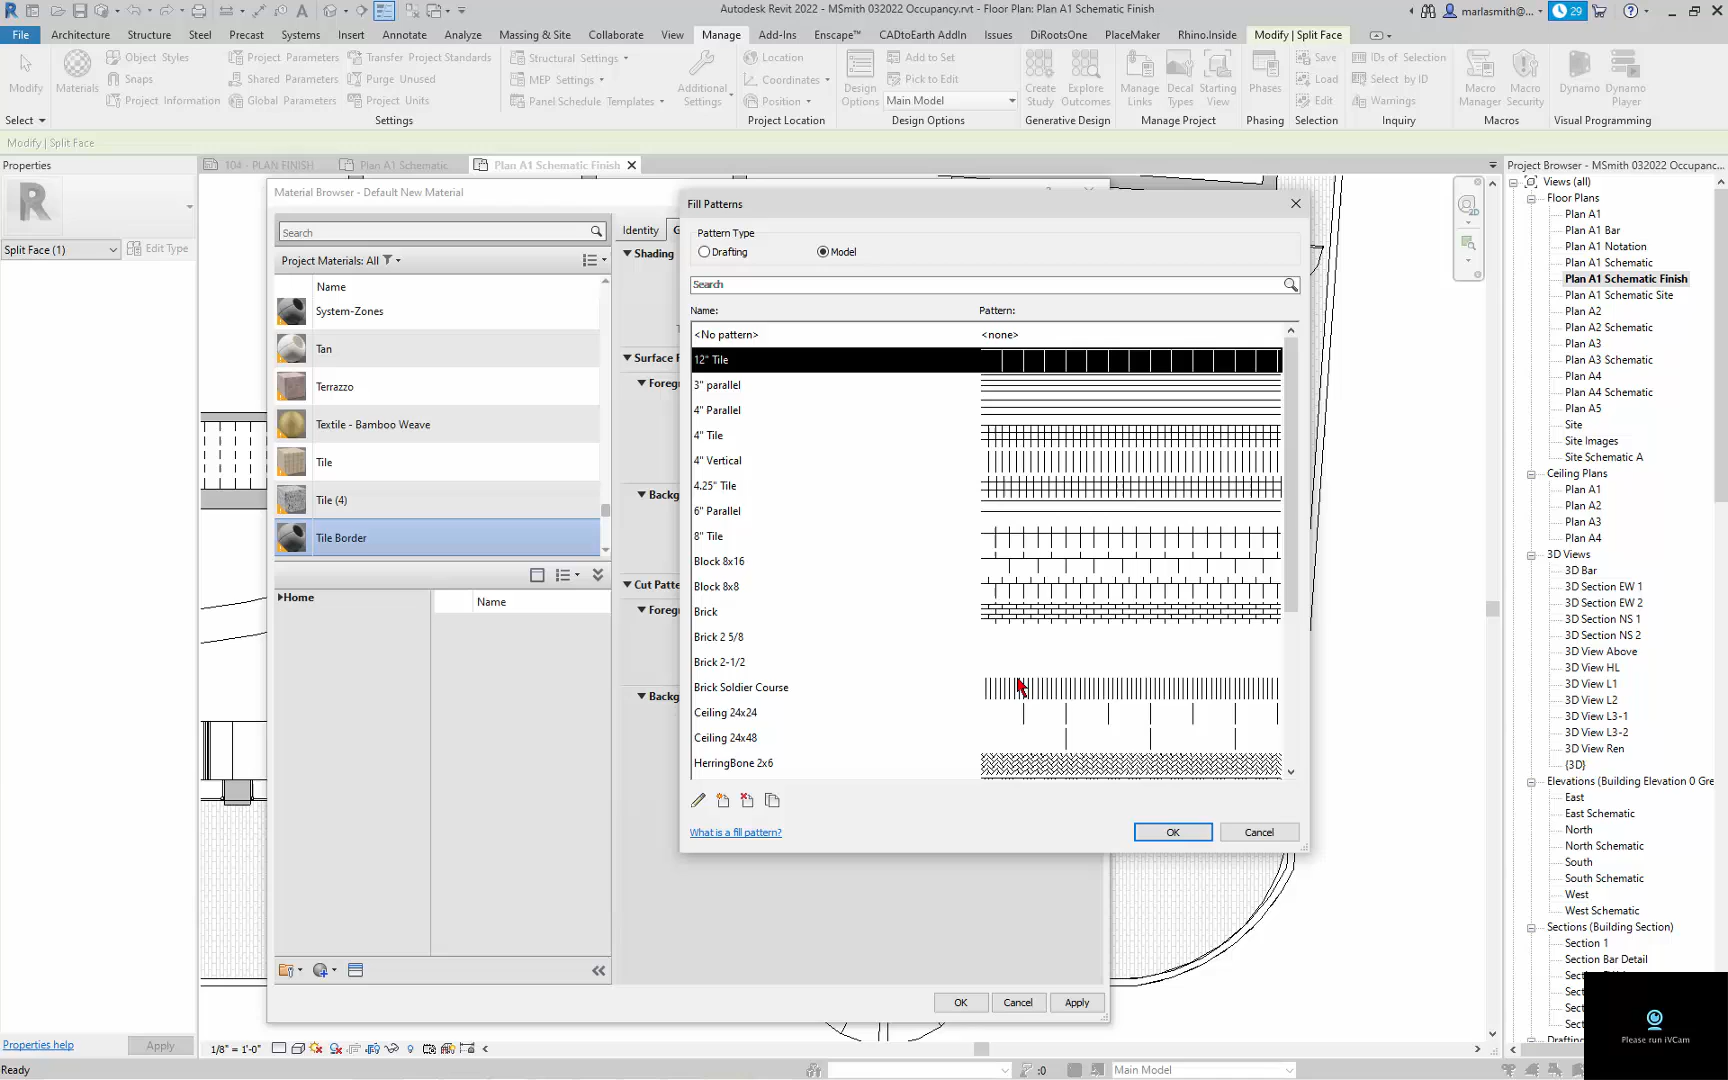 Autodesk Revit 2022 - MSmith 032022 Occupancy.rvt - Floor Plan: Plan A1 Schematic Finish
marlasmith@...
29
File Architecture Structure Steel Precast Systems Insert Annotate Analyze Massing & Site Collaborate View Manage Add-Ins Enscape™ CADtoEarth AddIn Issues DiRootsOne PlaceMaker Rhino.Inside Modify | Split Face
Modify
Materials
Object Styles
Snaps
Project Information
Project Parameters
Shared Parameters
Global Parameters
Transfer Project Standards
Purge Unused
Project Units
Structural Settings
MEP Settings
Panel Schedule Templates
Additional Settings
Location
Coordinates
Position
Design Options
Add to Set
Pick to Edit
Main Model
Create Study
Explore Outcomes
Manage Links
Decal Types
Starting View
Phases
Save
Load
Edit
IDs of Selection
Select by ID
Warnings
Macro Manager
Macro Security
Dynamo
Dynamo Player
Select
Settings
Project Location
Design Options
Generative Design
Manage Project
Phasing
Selection
Inquiry
Macros
Visual Programming
Modify | Split Face
Properties
Split Face (1)
Edit Type
Properties help
Apply
104 - PLAN FINISH
Plan A1 Schematic
Plan A1 Schematic Finish
Material Browser - Default New Material
Search
Project Materials: All
Name
System-Zones
Tan
Terrazzo
Textile - Bamboo Weave
Tile
Tile (4)
Tile Border
Home
Name
Identity
G
Shading
Surface F
Foregr
Backg
Cut Patte
Foregr
Backg
OK
Cancel
Apply
Fill Patterns
Pattern Type
Drafting
Model
Search
Name:
Pattern:
<No pattern>
<none>
12" Tile
3" parallel
4" Parallel
4" Tile
4" Vertical
4.25" Tile
6" Parallel
8" Tile
Block 8x16
Block 8x8
Brick
Brick 2 5/8
Brick 2-1/2
Brick Soldier Course
Ceiling 24x24
Ceiling 24x48
HerringBone 2x6
What is a fill pattern?
OK
Cancel
2D
Project Browser - MSmith 032022 Occupanc...
Views (all)
Floor Plans
Plan A1
Plan A1 Bar
Plan A1 Notation
Plan A1 Schematic
Plan A1 Schematic Finish
Plan A1 Schematic Site
Plan A2
Plan A2 Schematic
Plan A3
Plan A3 Schematic
Plan A4
Plan A4 Schematic
Plan A5
Site
Site Images
Site Schematic A
Ceiling Plans
Plan A1
Plan A2
Plan A3
Plan A4
3D Views
3D Bar
3D Section EW 1
3D Section EW 2
3D Section NS 1
3D Section NS 2
3D View Above
3D View HL
3D View L1
3D View L2
3D View L3-1
3D View L3-2
3D View Ren
{3D}
Elevations (Building Elevation 0 Gre
East
East Schematic
North
North Schematic
South
South Schematic
West
West Schematic
Sections (Building Section)
Section 1
Section Bar Detail
Sect
Sect
Sect
Sect
Draftin
Please run iVCam
1/8" = 1'-0"
Ready
:0
Main Model